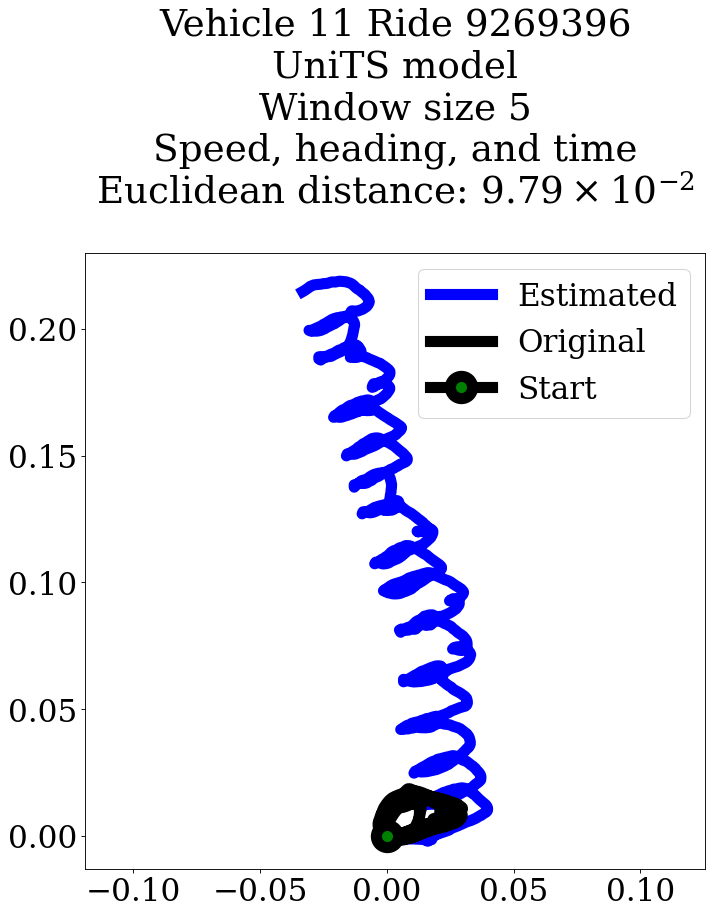 Vehicle 11 Ride 9269396
UniTS model
Window size 5
Speed, heading, and time
Euclidean distance: 9.79 × 10⁻²
Estimated
Original
Start
0.20
0.15
0.10
0.05
0.00
−0.10 −0.05 0.00 0.05 0.10